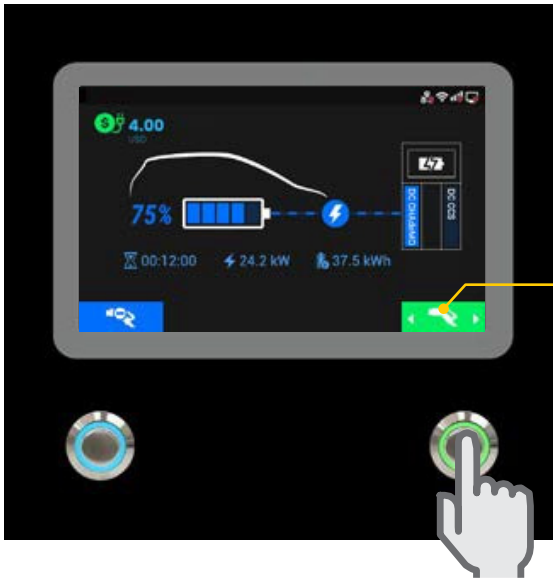 $ 4.00
USD
75%
DC CHAdeMO
DC CCS
00:12:00 24.2 kW 37.5 kWh